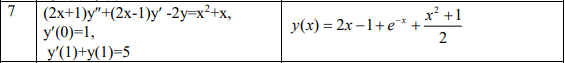 7 (2x+1)y″+(2x-1)y′ -2y=x²+x, y(x) = 2x −1+ e⁻ˣ + (x² +1)/2
y′(0)=1,
y′(1)+y(1)=5